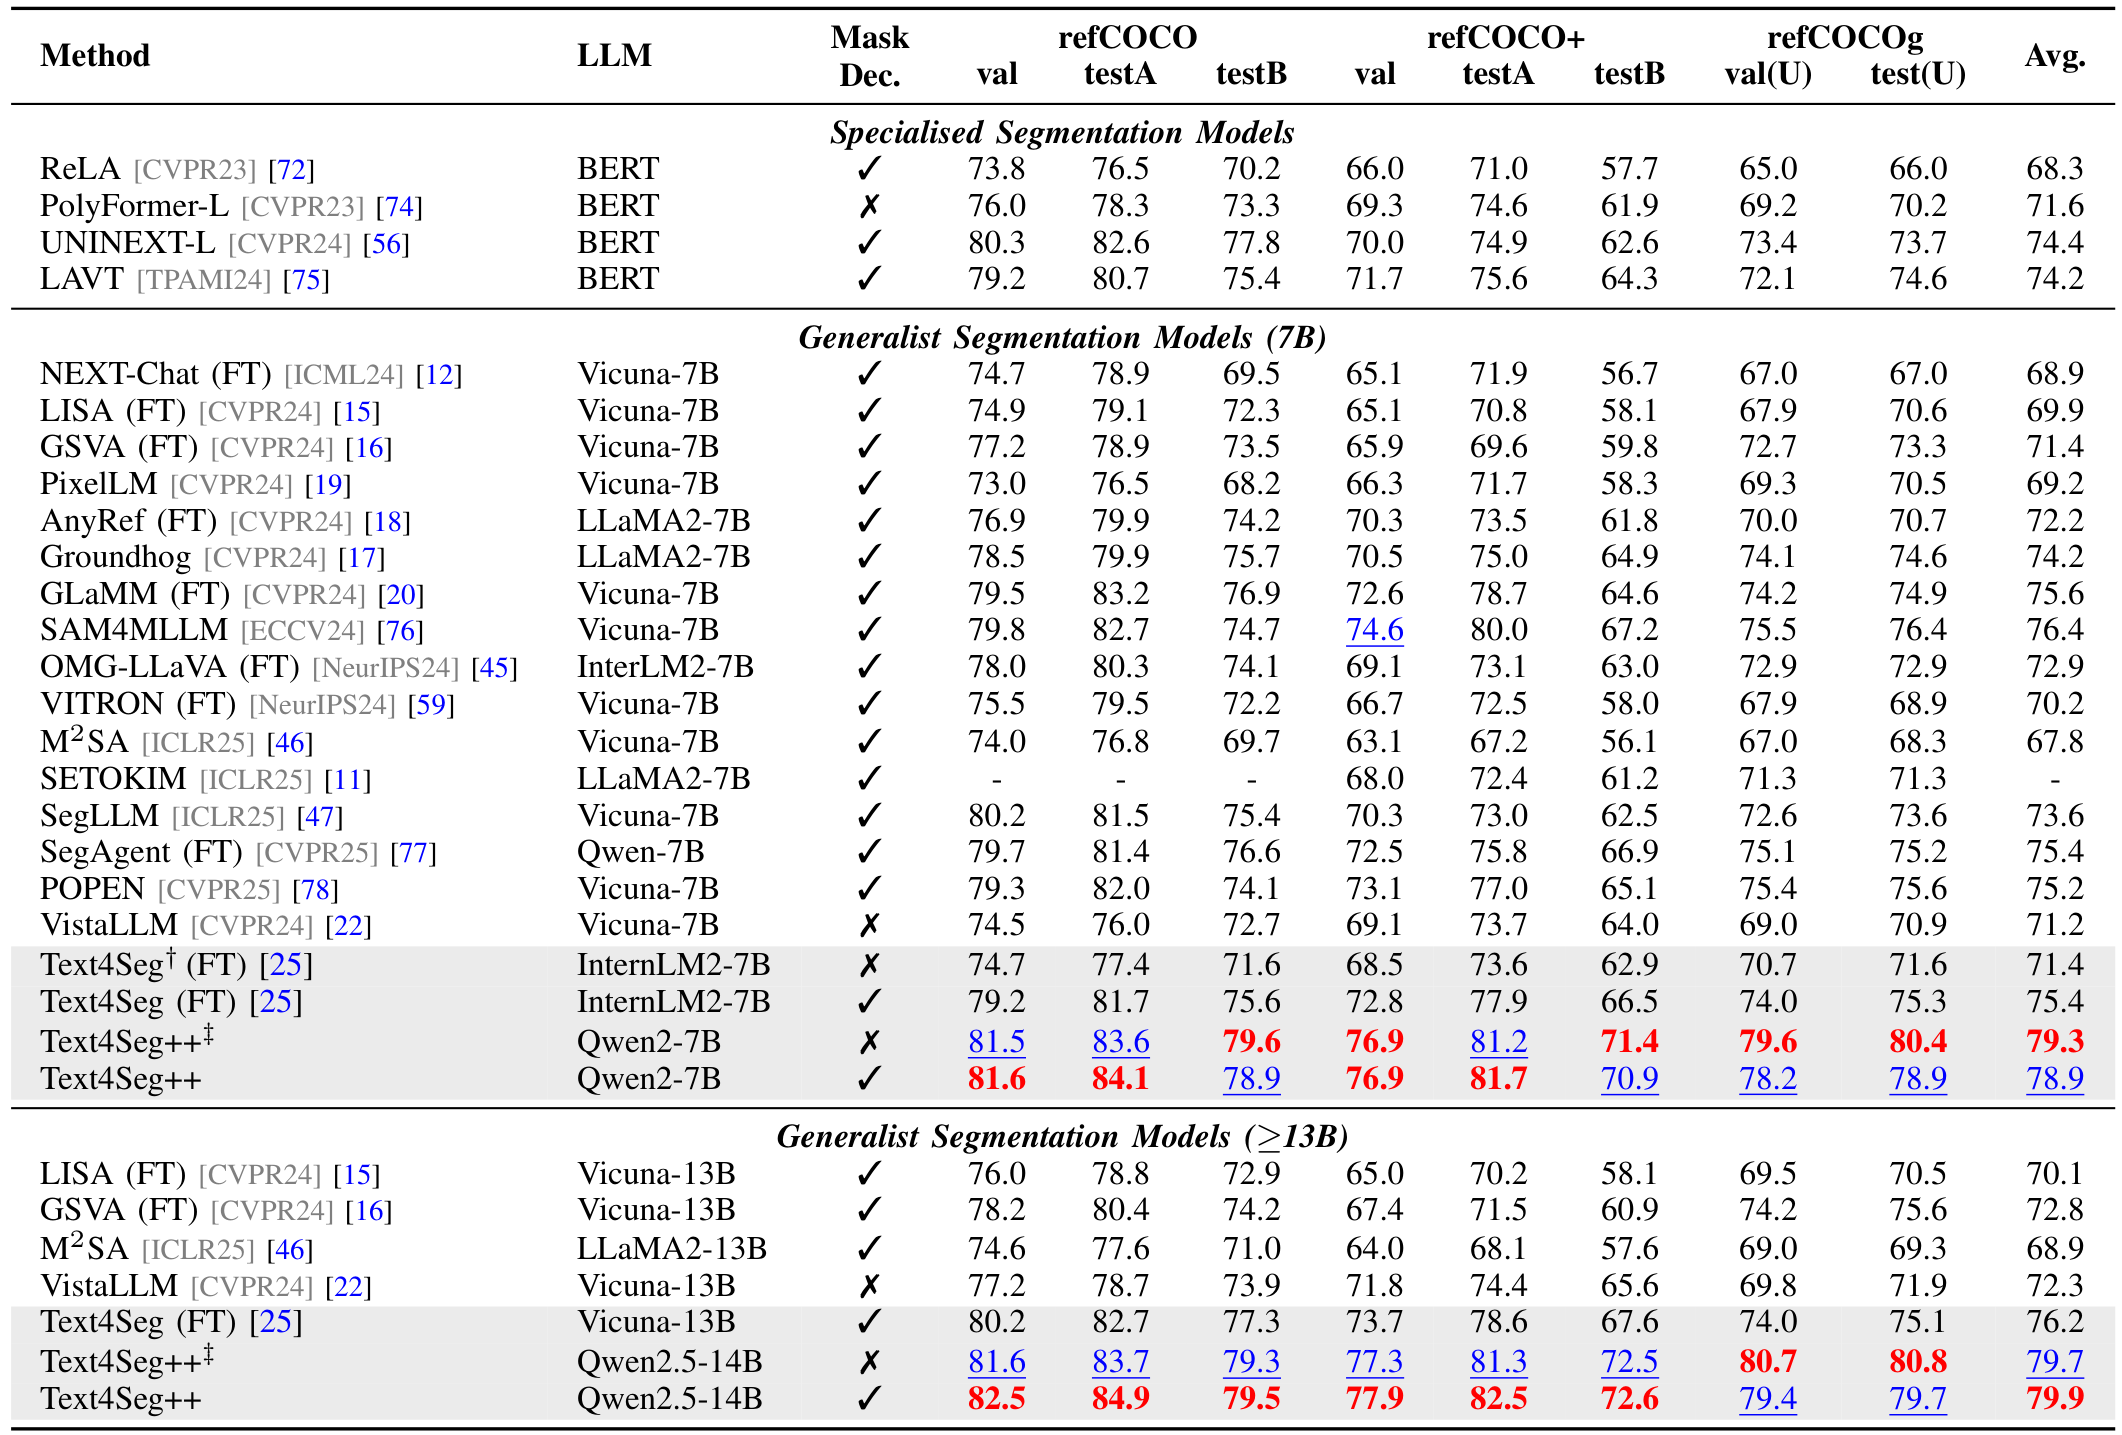 Method LLM Mask Dec. refCOCO refCOCO+ refCOCOg Avg.
val testA testB val testA testB val(U) test(U)
Specialised Segmentation Models
ReLA [CVPR23] [72] BERT ✓ 73.8 76.5 70.2 66.0 71.0 57.7 65.0 66.0 68.3
PolyFormer-L [CVPR23] [74] BERT ✗ 76.0 78.3 73.3 69.3 74.6 61.9 69.2 70.2 71.6
UNINEXT-L [CVPR24] [56] BERT ✓ 80.3 82.6 77.8 70.0 74.9 62.6 73.4 73.7 74.4
LAVT [TPAMI24] [75] BERT ✓ 79.2 80.7 75.4 71.7 75.6 64.3 72.1 74.6 74.2
Generalist Segmentation Models (7B)
NEXT-Chat (FT) [ICML24] [12] Vicuna-7B ✓ 74.7 78.9 69.5 65.1 71.9 56.7 67.0 67.0 68.9
LISA (FT) [CVPR24] [15] Vicuna-7B ✓ 74.9 79.1 72.3 65.1 70.8 58.1 67.9 70.6 69.9
GSVA (FT) [CVPR24] [16] Vicuna-7B ✓ 77.2 78.9 73.5 65.9 69.6 59.8 72.7 73.3 71.4
PixelLM [CVPR24] [19] Vicuna-7B ✓ 73.0 76.5 68.2 66.3 71.7 58.3 69.3 70.5 69.2
AnyRef (FT) [CVPR24] [18] LLaMA2-7B ✓ 76.9 79.9 74.2 70.3 73.5 61.8 70.0 70.7 72.2
Groundhog [CVPR24] [17] LLaMA2-7B ✓ 78.5 79.9 75.7 70.5 75.0 64.9 74.1 74.6 74.2
GLaMM (FT) [CVPR24] [20] Vicuna-7B ✓ 79.5 83.2 76.9 72.6 78.7 64.6 74.2 74.9 75.6
SAM4MLLM [ECCV24] [76] Vicuna-7B ✓ 79.8 82.7 74.7 74.6 80.0 67.2 75.5 76.4 76.4
OMG-LLaVA (FT) [NeurIPS24] [45] InterLM2-7B ✓ 78.0 80.3 74.1 69.1 73.1 63.0 72.9 72.9 72.9
VITRON (FT) [NeurIPS24] [59] Vicuna-7B ✓ 75.5 79.5 72.2 66.7 72.5 58.0 67.9 68.9 70.2
M²SA [ICLR25] [46] Vicuna-7B ✓ 74.0 76.8 69.7 63.1 67.2 56.1 67.0 68.3 67.8
SETOKIM [ICLR25] [11] LLaMA2-7B ✓ - - - 68.0 72.4 61.2 71.3 71.3 -
SegLLM [ICLR25] [47] Vicuna-7B ✓ 80.2 81.5 75.4 70.3 73.0 62.5 72.6 73.6 73.6
SegAgent (FT) [CVPR25] [77] Qwen-7B ✓ 79.7 81.4 76.6 72.5 75.8 66.9 75.1 75.2 75.4
POPEN [CVPR25] [78] Vicuna-7B ✓ 79.3 82.0 74.1 73.1 77.0 65.1 75.4 75.6 75.2
VistaLLM [CVPR24] [22] Vicuna-7B ✗ 74.5 76.0 72.7 69.1 73.7 64.0 69.0 70.9 71.2
Text4Seg† (FT) [25] InternLM2-7B ✗ 74.7 77.4 71.6 68.5 73.6 62.9 70.7 71.6 71.4
Text4Seg (FT) [25] InternLM2-7B ✓ 79.2 81.7 75.6 72.8 77.9 66.5 74.0 75.3 75.4
Text4Seg++‡ Qwen2-7B ✗ 81.5 83.6 79.6 76.9 81.2 71.4 79.6 80.4 79.3
Text4Seg++ Qwen2-7B ✓ 81.6 84.1 78.9 76.9 81.7 70.9 78.2 78.9 78.9
Generalist Segmentation Models (≥13B)
LISA (FT) [CVPR24] [15] Vicuna-13B ✓ 76.0 78.8 72.9 65.0 70.2 58.1 69.5 70.5 70.1
GSVA (FT) [CVPR24] [16] Vicuna-13B ✓ 78.2 80.4 74.2 67.4 71.5 60.9 74.2 75.6 72.8
M²SA [ICLR25] [46] LLaMA2-13B ✓ 74.6 77.6 71.0 64.0 68.1 57.6 69.0 69.3 68.9
VistaLLM [CVPR24] [22] Vicuna-13B ✗ 77.2 78.7 73.9 71.8 74.4 65.6 69.8 71.9 72.3
Text4Seg (FT) [25] Vicuna-13B ✓ 80.2 82.7 77.3 73.7 78.6 67.6 74.0 75.1 76.2
Text4Seg++‡ Qwen2.5-14B ✗ 81.6 83.7 79.3 77.3 81.3 72.5 80.7 80.8 79.7
Text4Seg++ Qwen2.5-14B ✓ 82.5 84.9 79.5 77.9 82.5 72.6 79.4 79.7 79.9